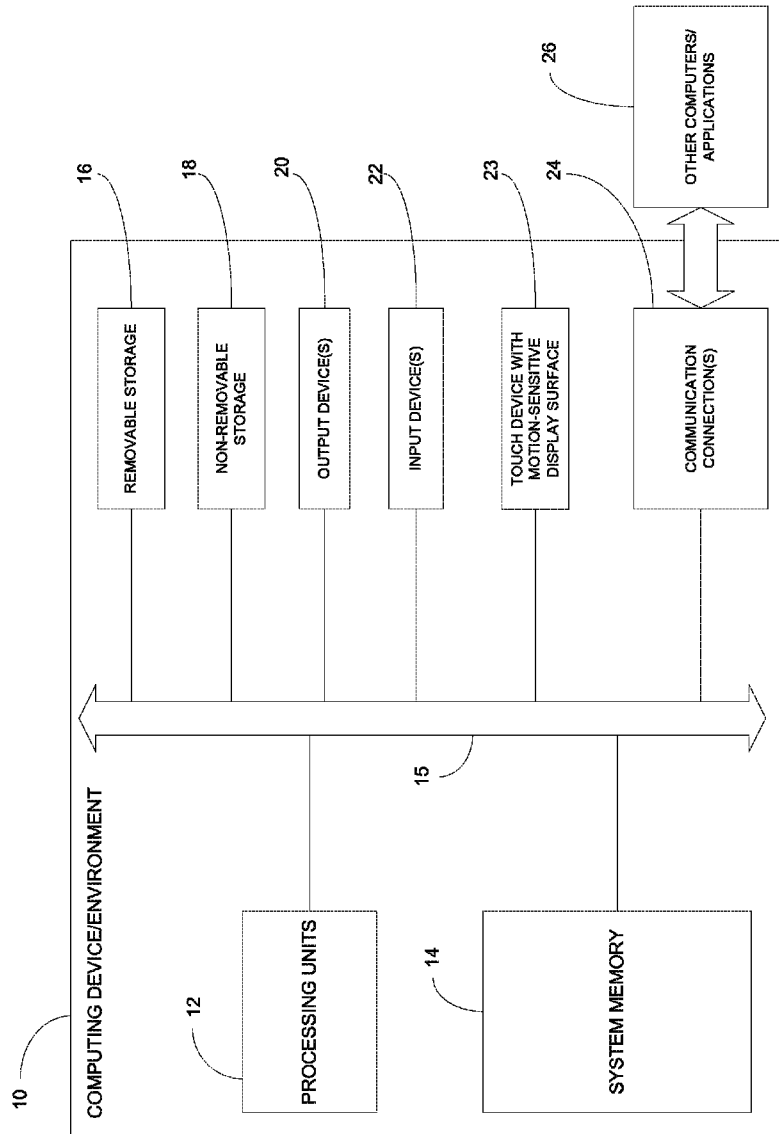 10
COMPUTING DEVICE/ENVIRONMENT
12
PROCESSING UNITS
14
SYSTEM MEMORY
15
16
REMOVABLE STORAGE
18
NON-REMOVABLE
STORAGE
20
OUTPUT DEVICE(S)
22
INPUT DEVICE(S)
23
TOUCH DEVICE WITH
MOTION-SENSITIVE
DISPLAY SURFACE
24
COMMUNICATION
CONNECTION(S)
26
OTHER COMPUTERS/
APPLICATIONS